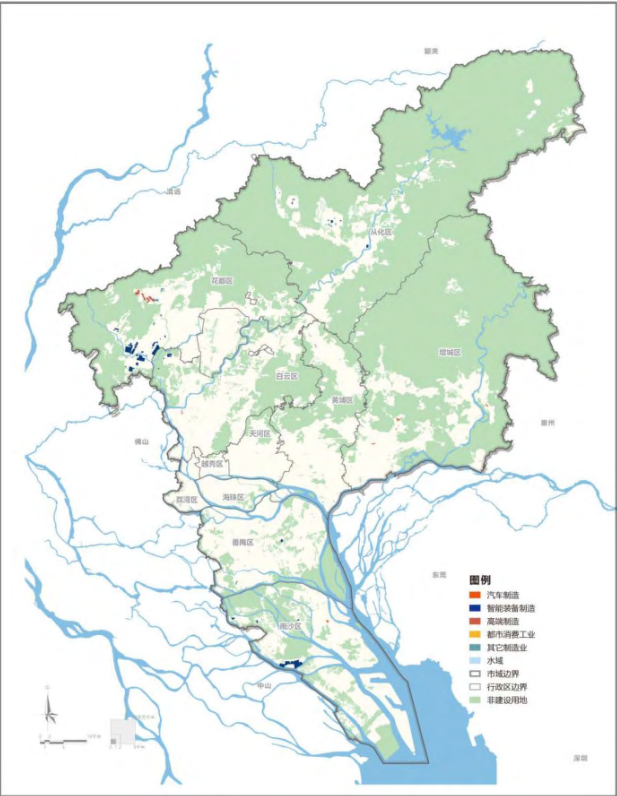 韶关
清远
从化区
花都区
增城区
白云区
黄埔区
惠州
天河区
佛山
越秀区
荔湾区
海珠区
番禺区
东莞
图例
汽车制造
智能装备制造
南沙区
高端制造
都市消费工业
其它制造业
水域
中山
市域边界
行政区边界
非建设用地
深圳